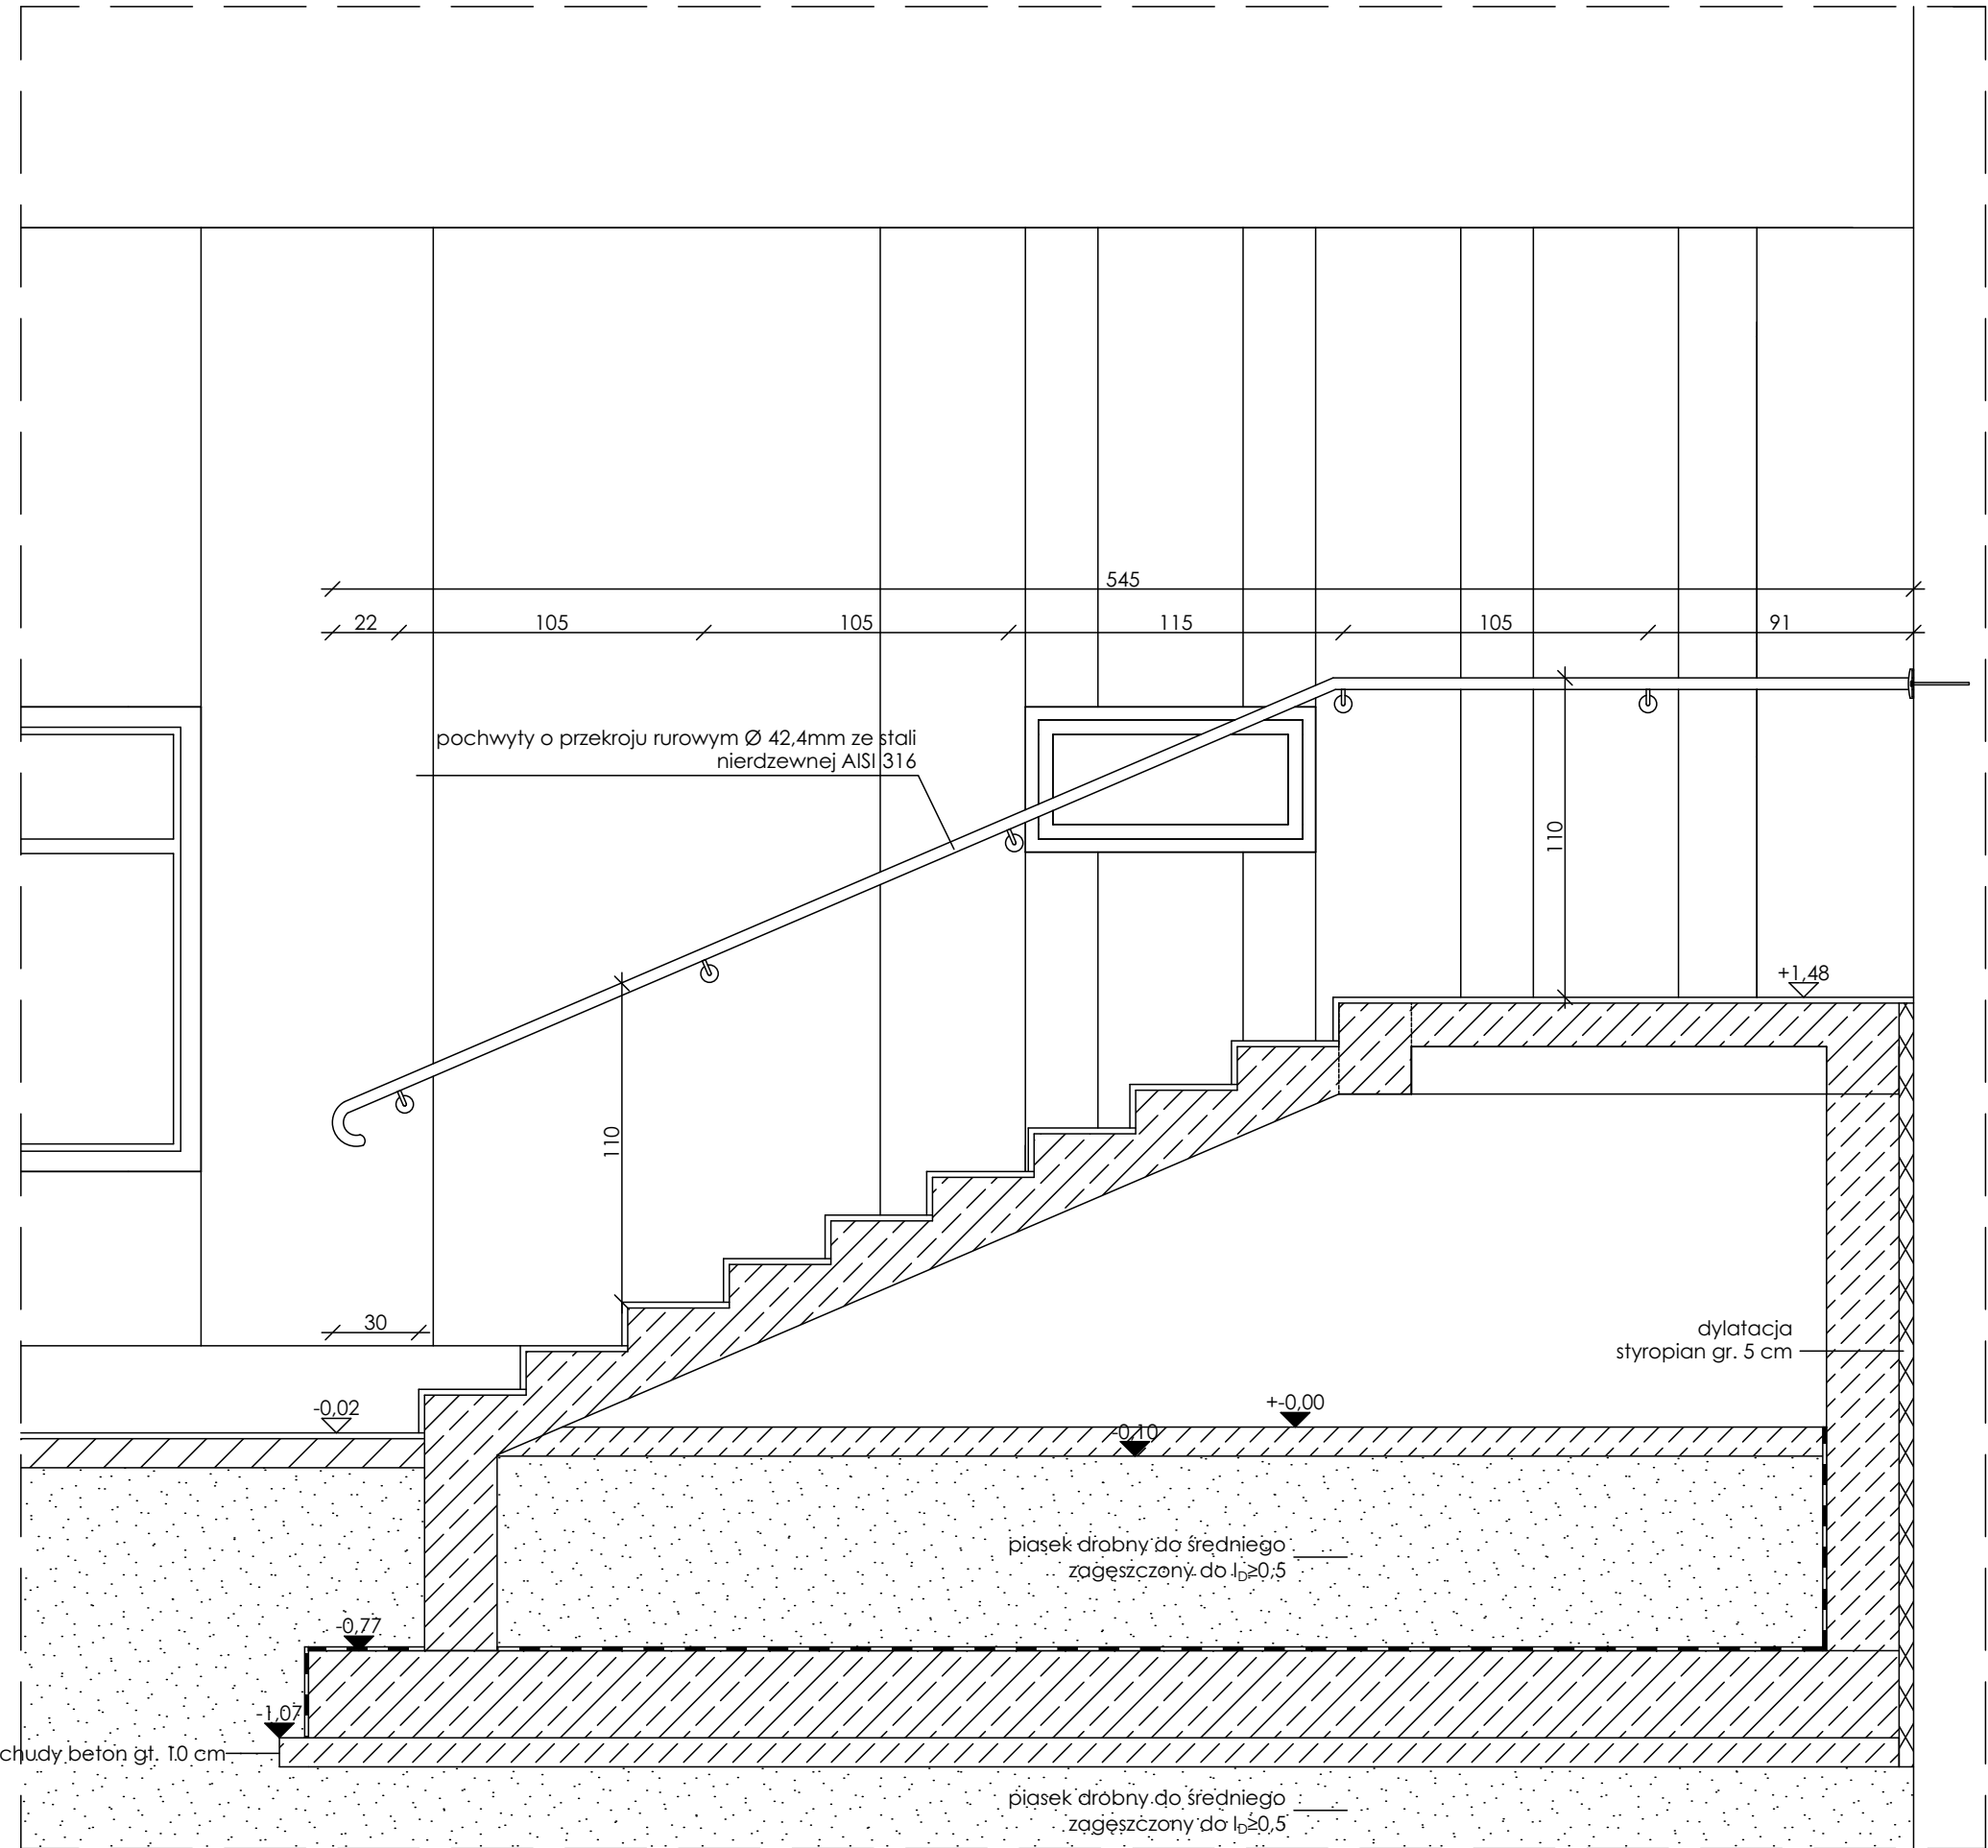 545
22
105
105
115
105
91
pochwyty o przekroju rurowym Ø 42,4mm ze stali
nierdzewnej AISI 316
110
+1,48
110
30
dylatacja
styropian gr. 5 cm
-0,02
+-0,00
-0,10
piasek drobny do średniego
zagęszczony do I_D≥0,5
-0,77
-1,07
chudy beton gt. 10 cm
piasek drobny do średniego
zagęszczony do I_D≥0,5